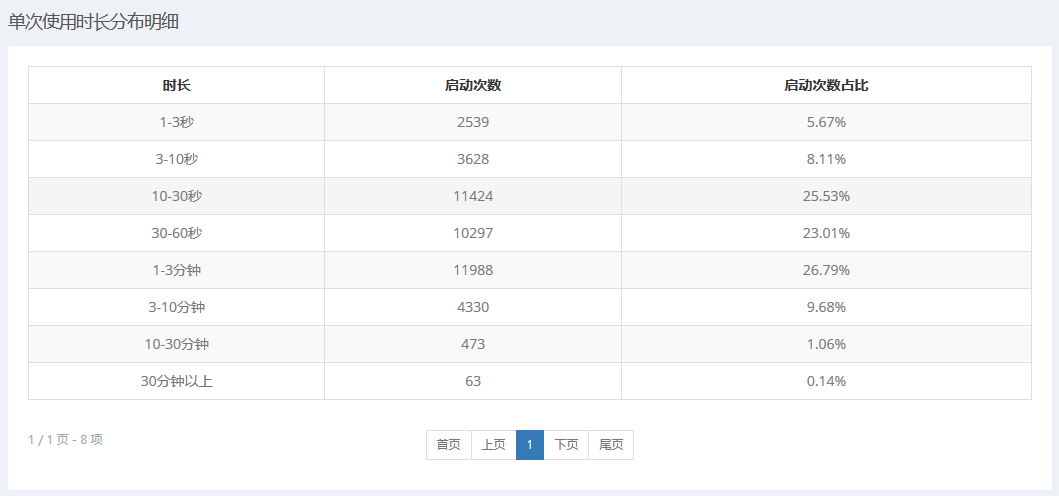 单次使用时长分布明细
时长 启动次数 启动次数占比
1-3秒 2539 5.67%
3-10秒 3628 8.11%
10-30秒 11424 25.53%
30-60秒 10297 23.01%
1-3分钟 11988 26.79%
3-10分钟 4330 9.68%
10-30分钟 473 1.06%
30分钟以上 63 0.14%
1 / 1 页 - 8 项 首页 上页 1 下页 尾页